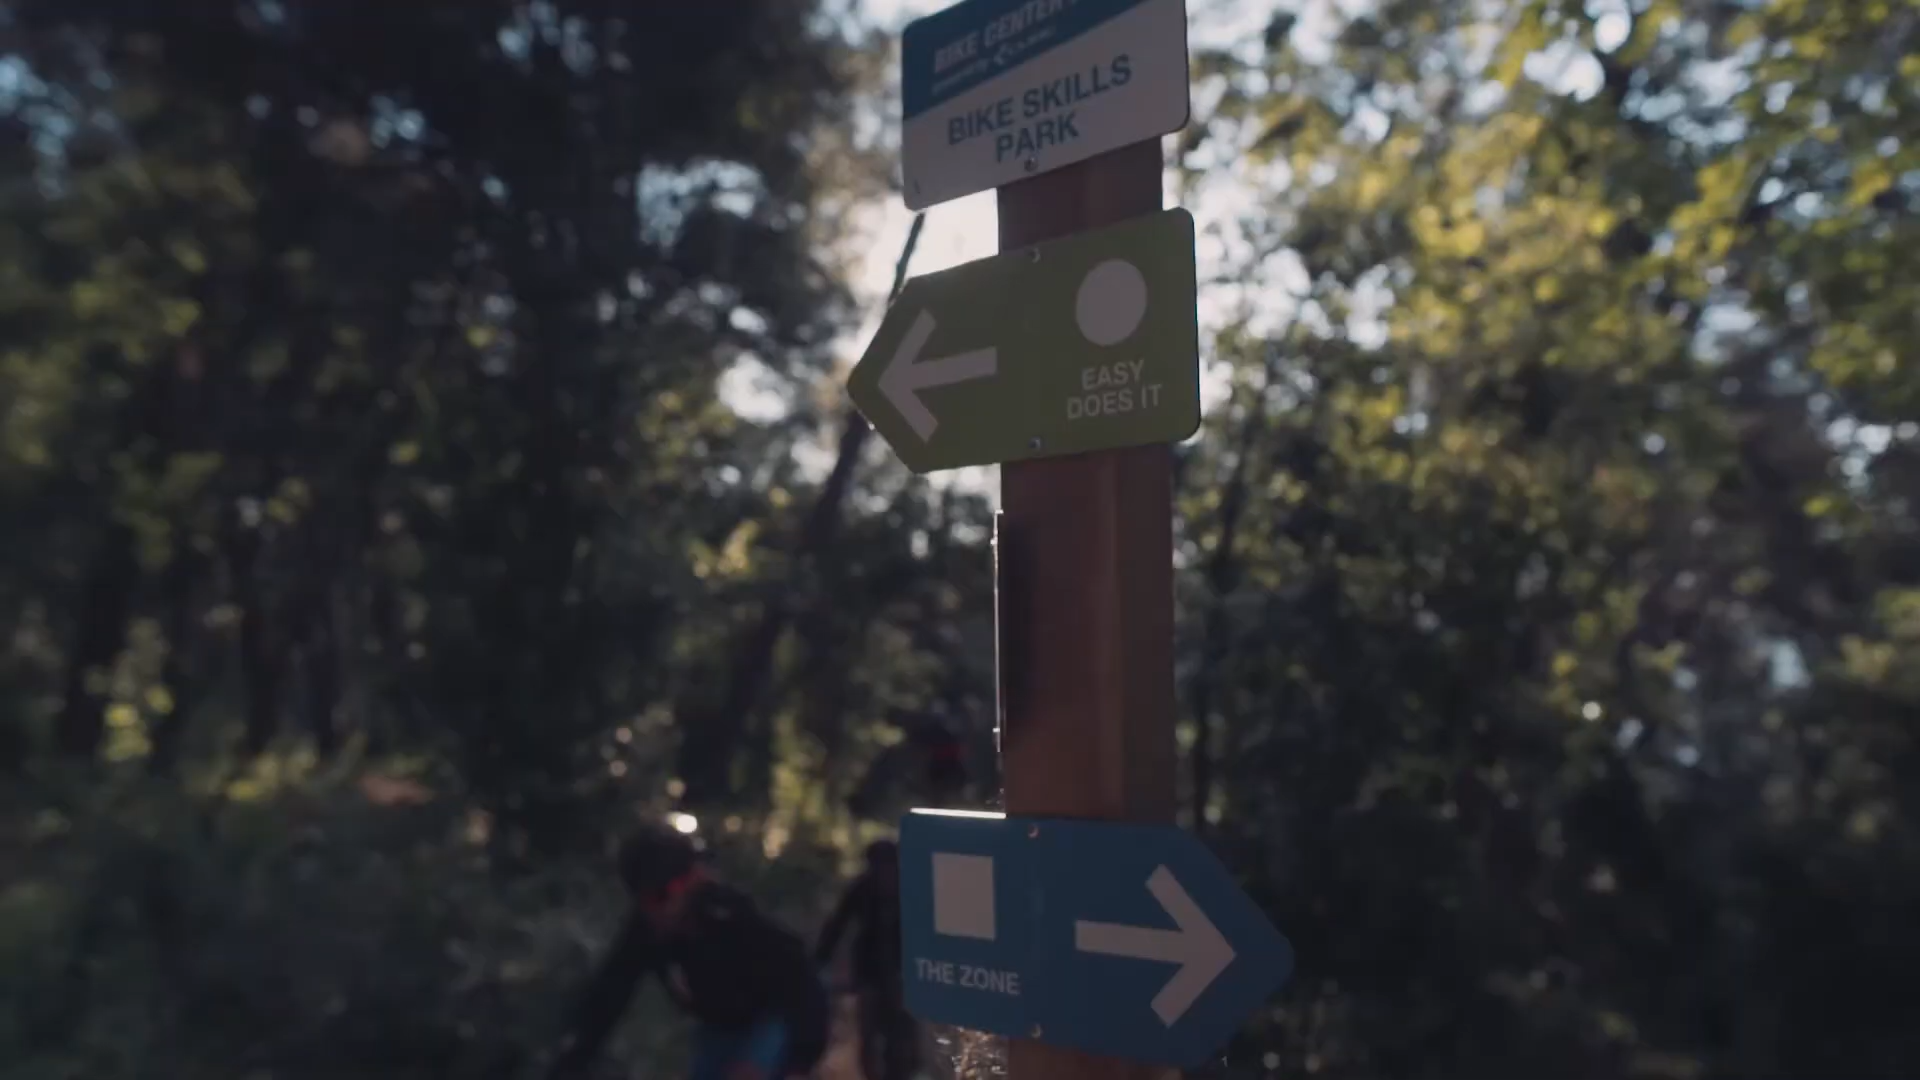 BIKE CENTER
BIKE SKILLS
PARK
EASY
DOES IT
THE ZONE